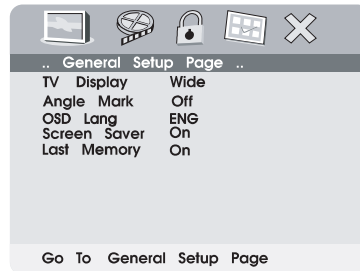 .. General Setup Page ..
TV Display Wide
Angle Mark Off
OSD Lang ENG
Screen Saver On
Last Memory On
Go To General Setup Page